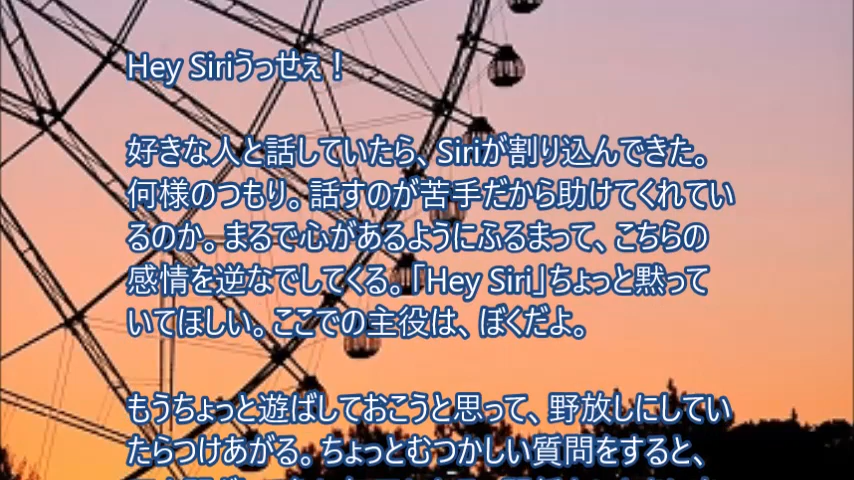 Hey Siriうっせぇ！
好きな人と話していたら、Siriが割り込んできた。
何様のつもり。話すのが苦手だから助けてくれてい
るのか。まるで心があるようにふるまって、こちらの
感情を逆なでしてくる。「Hey Siri」ちょっと黙って
いてほしい。ここでの主役は、ぼくだよ。
もうちょっと遊ばしておこうと思って、野放しにしてい
たらつけあがる。ちょっとむつかしい質問をすると、